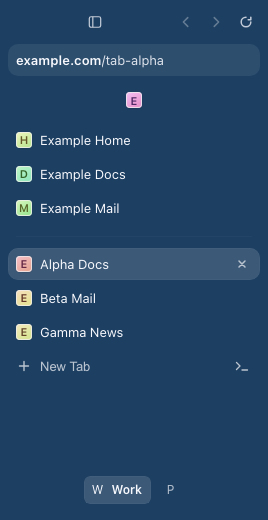 example.com/tab-alpha
E
H Example Home
D Example Docs
M Example Mail
E Alpha Docs
E Beta Mail
E Gamma News
New Tab
W Work P